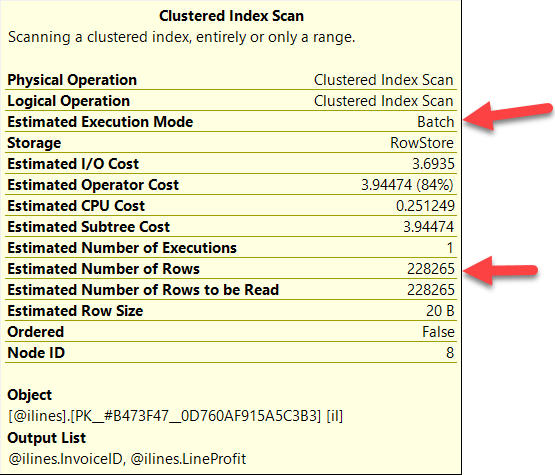 Clustered Index Scan
Scanning a clustered index, entirely or only a range.
Physical Operation Clustered Index Scan
Logical Operation Clustered Index Scan
Estimated Execution Mode Batch
Storage RowStore
Estimated I/O Cost 3.6935
Estimated Operator Cost 3.94474 (84%)
Estimated CPU Cost 0.251249
Estimated Subtree Cost 3.94474
Estimated Number of Executions 1
Estimated Number of Rows 228265
Estimated Number of Rows to be Read 228265
Estimated Row Size 20 B
Ordered False
Node ID 8
Object
[@ilines].[PK__#B473F47__0D760AF915A5C3B3] [il]
Output List
@ilines.InvoiceID, @ilines.LineProfit